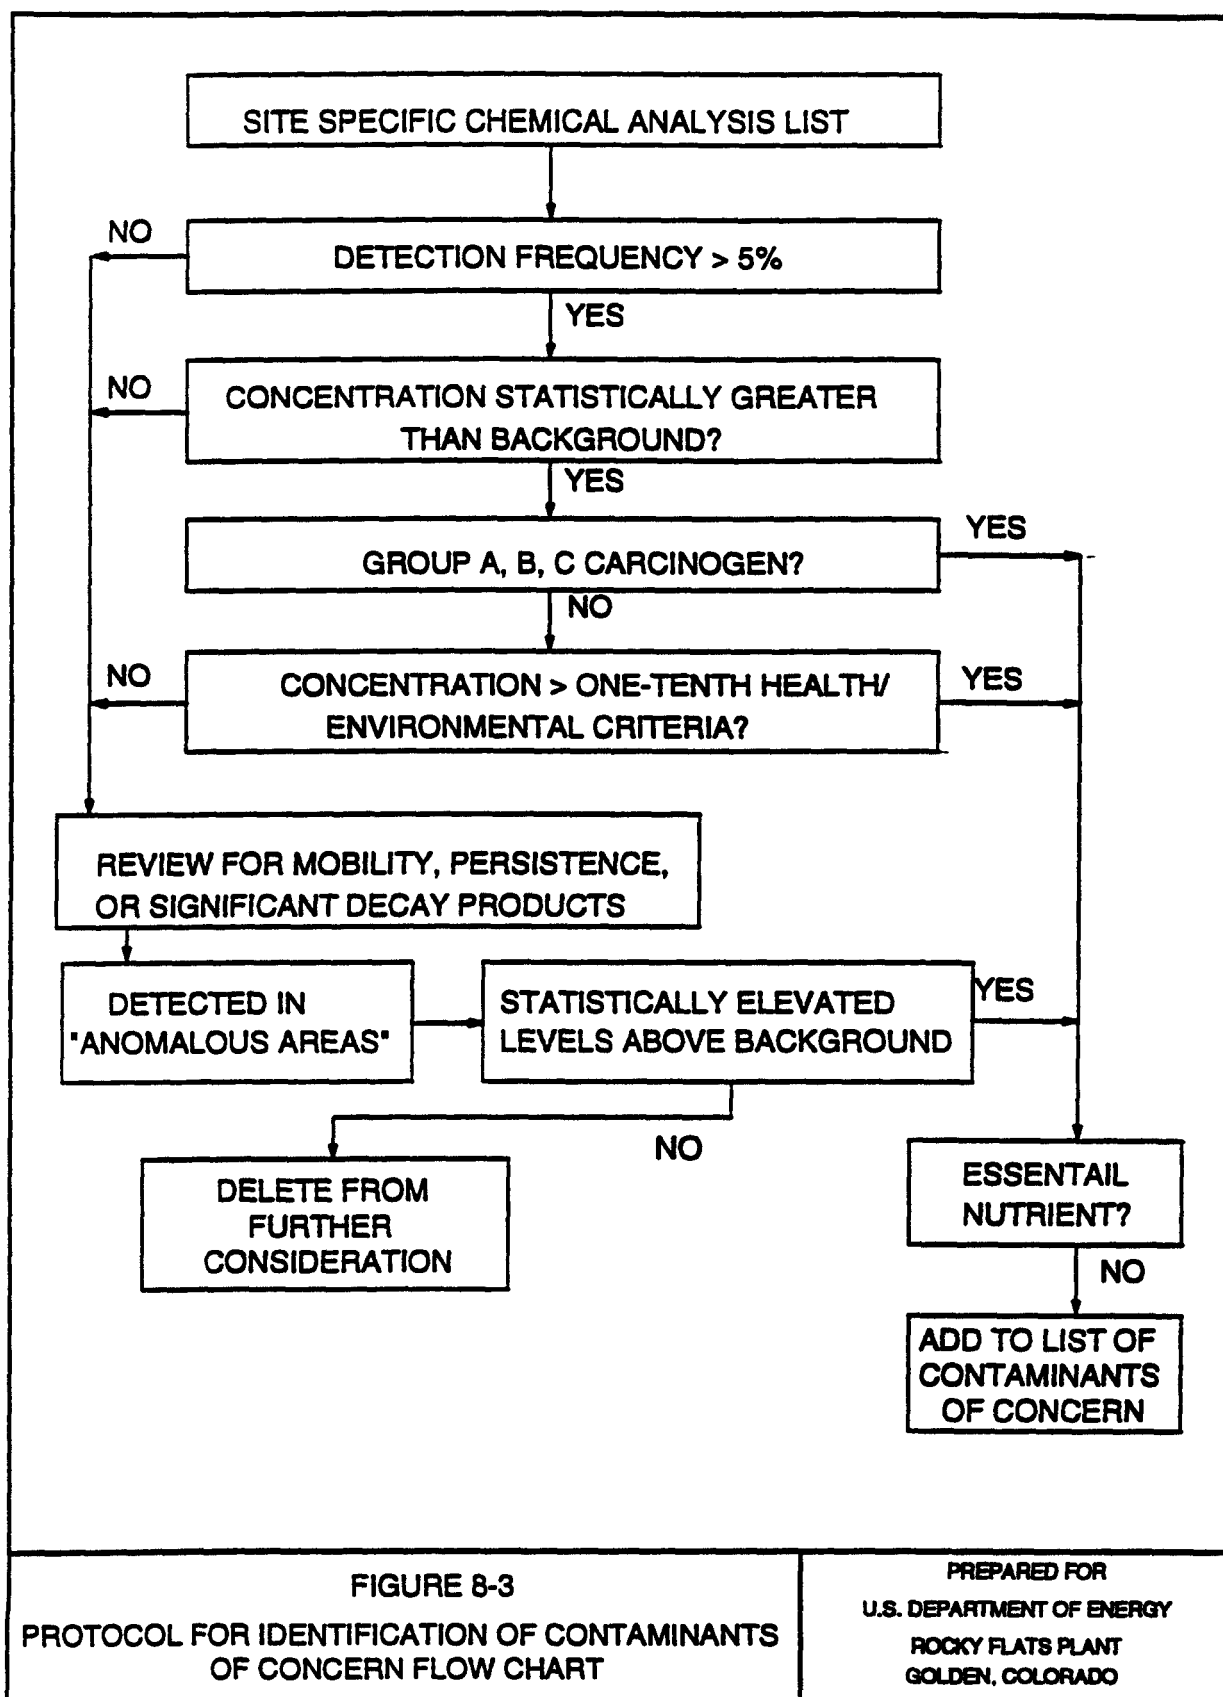 SITE SPECIFIC CHEMICAL ANALYSIS LIST
NO
DETECTION FREQUENCY > 5%
YES
NO
CONCENTRATION STATISTICALLY GREATER
THAN BACKGROUND?
YES
YES
GROUP A, B, C CARCINOGEN?
NO
NO
CONCENTRATION > ONE-TENTH HEALTH/
ENVIRONMENTAL CRITERIA?
YES
REVIEW FOR MOBILITY, PERSISTENCE,
OR SIGNIFICANT DECAY PRODUCTS
DETECTED IN
"ANOMALOUS AREAS"
STATISTICALLY ELEVATED
LEVELS ABOVE BACKGROUND
YES
NO
DELETE FROM
FURTHER
CONSIDERATION
ESSENTAIL
NUTRIENT?
NO
ADD TO LIST OF
CONTAMINANTS
OF CONCERN
FIGURE 8-3
PROTOCOL FOR IDENTIFICATION OF CONTAMINANTS
OF CONCERN FLOW CHART
PREPARED FOR
U.S. DEPARTMENT OF ENERGY
ROCKY FLATS PLANT
GOLDEN, COLORADO